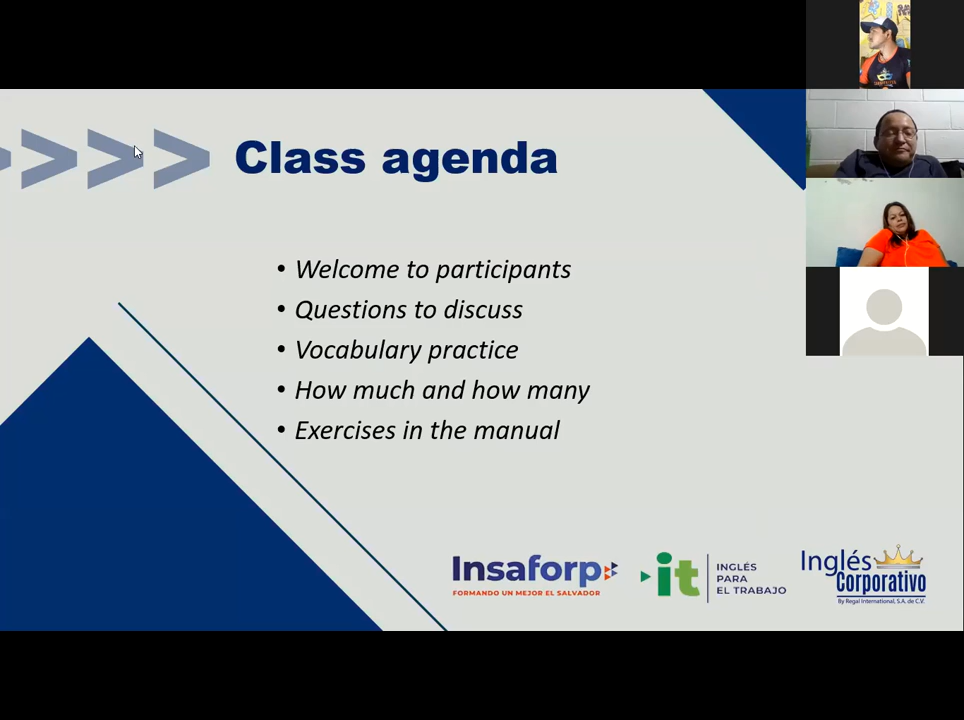 Class agenda
• Welcome to participants
• Questions to discuss
• Vocabulary practice
• How much and how many
• Exercises in the manual
Insaforp
FORMANDO UN MEJOR EL SALVADOR
it
INGLÉS
PARA
EL TRABAJO
Inglés
Corporativo
By Regal International, S.A. de C.V.